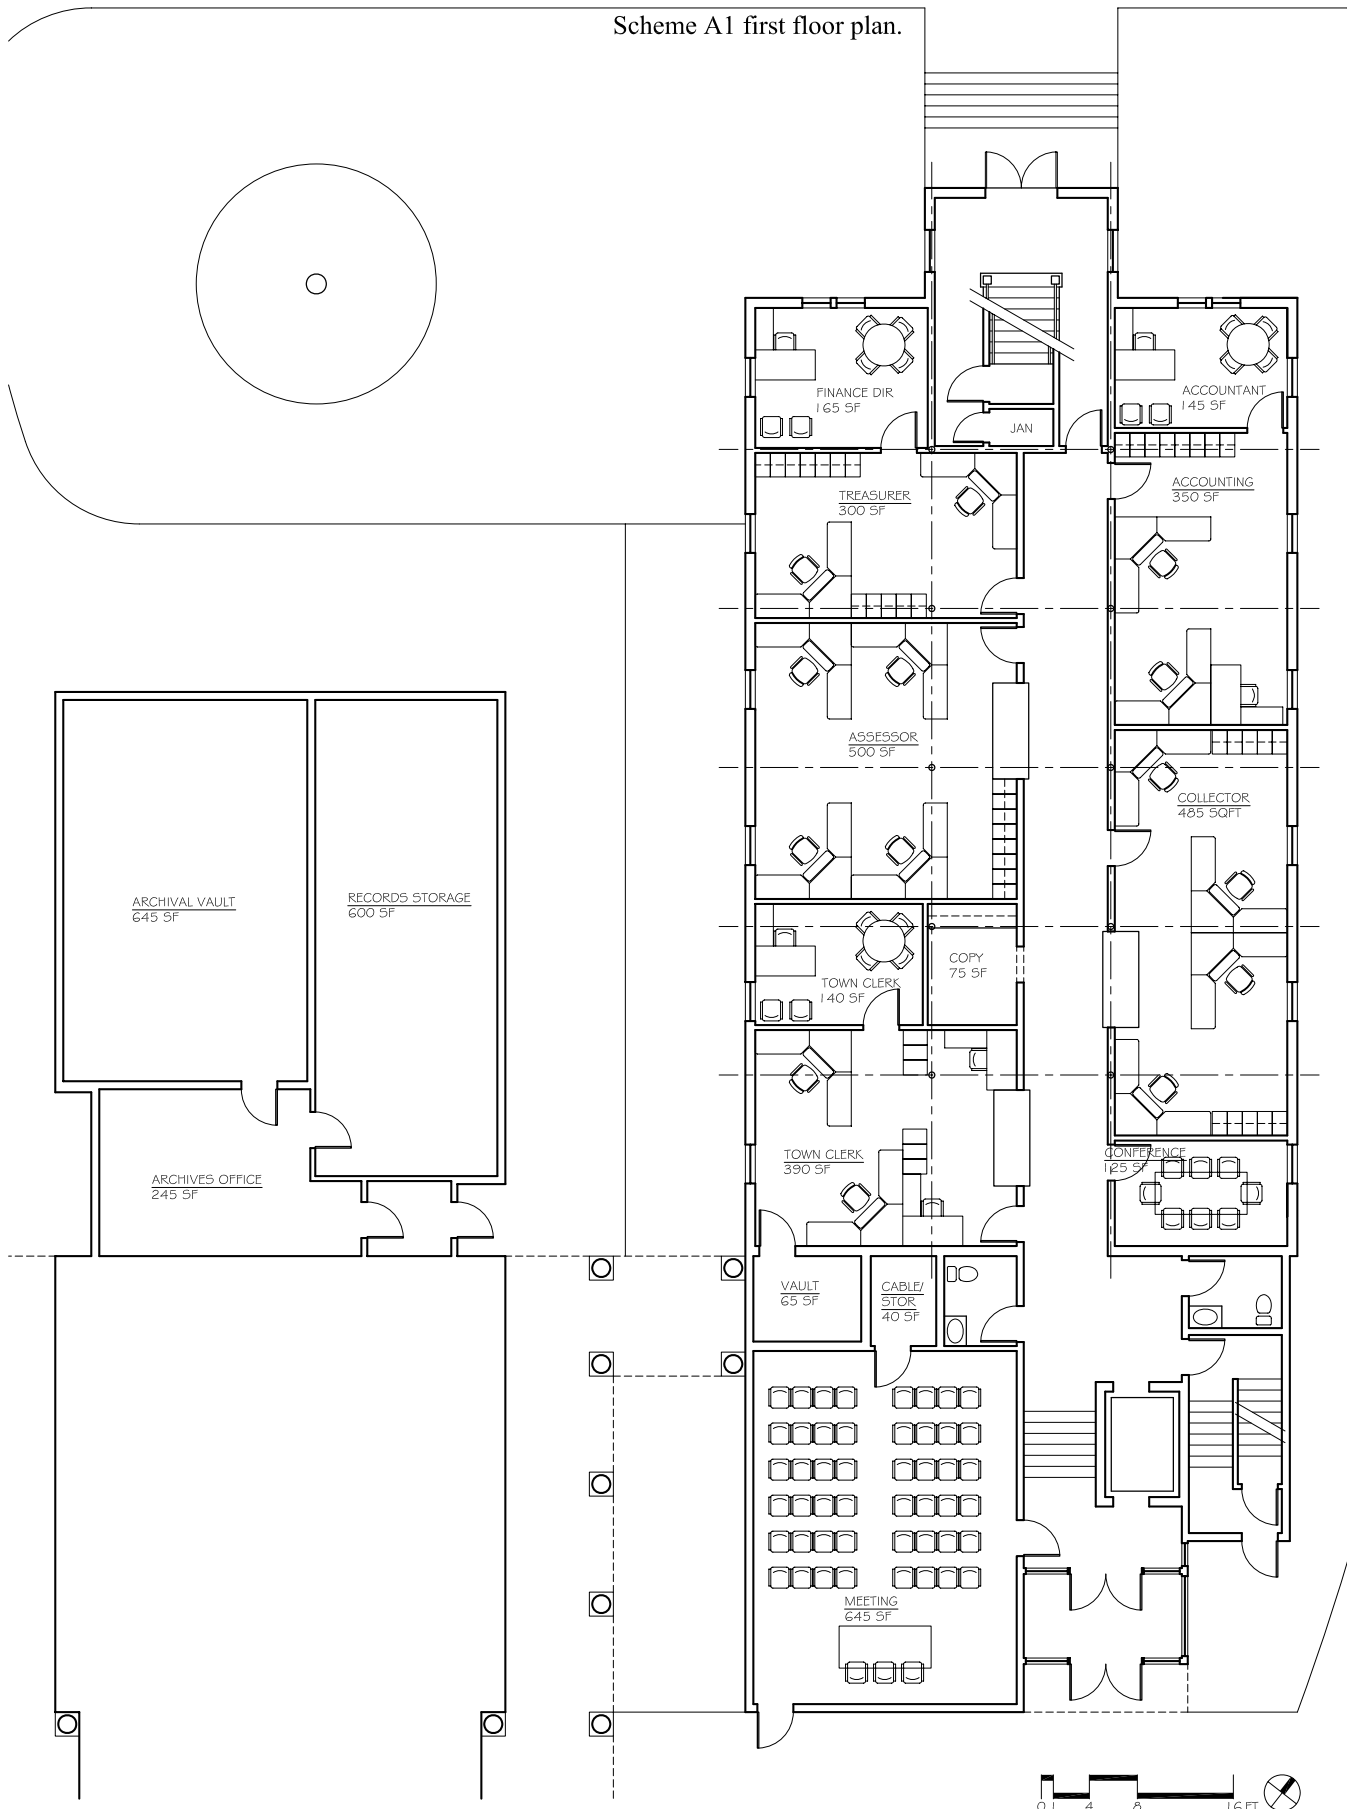 Scheme A1 first floor plan.
FINANCE DIR
165 SF
ACCOUNTANT
145 SF
JAN
TREASURER
300 SF
ACCOUNTING
350 SF
ASSESSOR
500 SF
COLLECTOR
485 SQFT
ARCHIVAL VAULT
645 SF
RECORDS STORAGE
600 SF
COPY
75 SF
TOWN CLERK
140 SF
TOWN CLERK
390 SF
CONFERENCE
125 SF
ARCHIVES OFFICE
245 SF
VAULT
65 SF
CABLE/
STOR
40 SF
MEETING
645 SF
0 1 4 8 16 FT